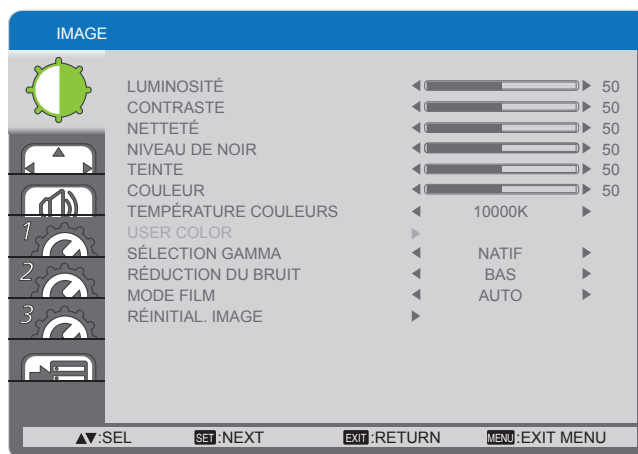 IMAGE
LUMINOSITÉ 50
CONTRASTE 50
NETTETÉ 50
NIVEAU DE NOIR 50
TEINTE 50
COULEUR 50
TEMPÉRATURE COULEURS 10000K
USER COLOR
SÉLECTION GAMMA NATIF
RÉDUCTION DU BRUIT BAS
MODE FILM AUTO
RÉINITIAL. IMAGE
1
2
3
▲▼:SEL SET:NEXT EXIT:RETURN MENU:EXIT MENU